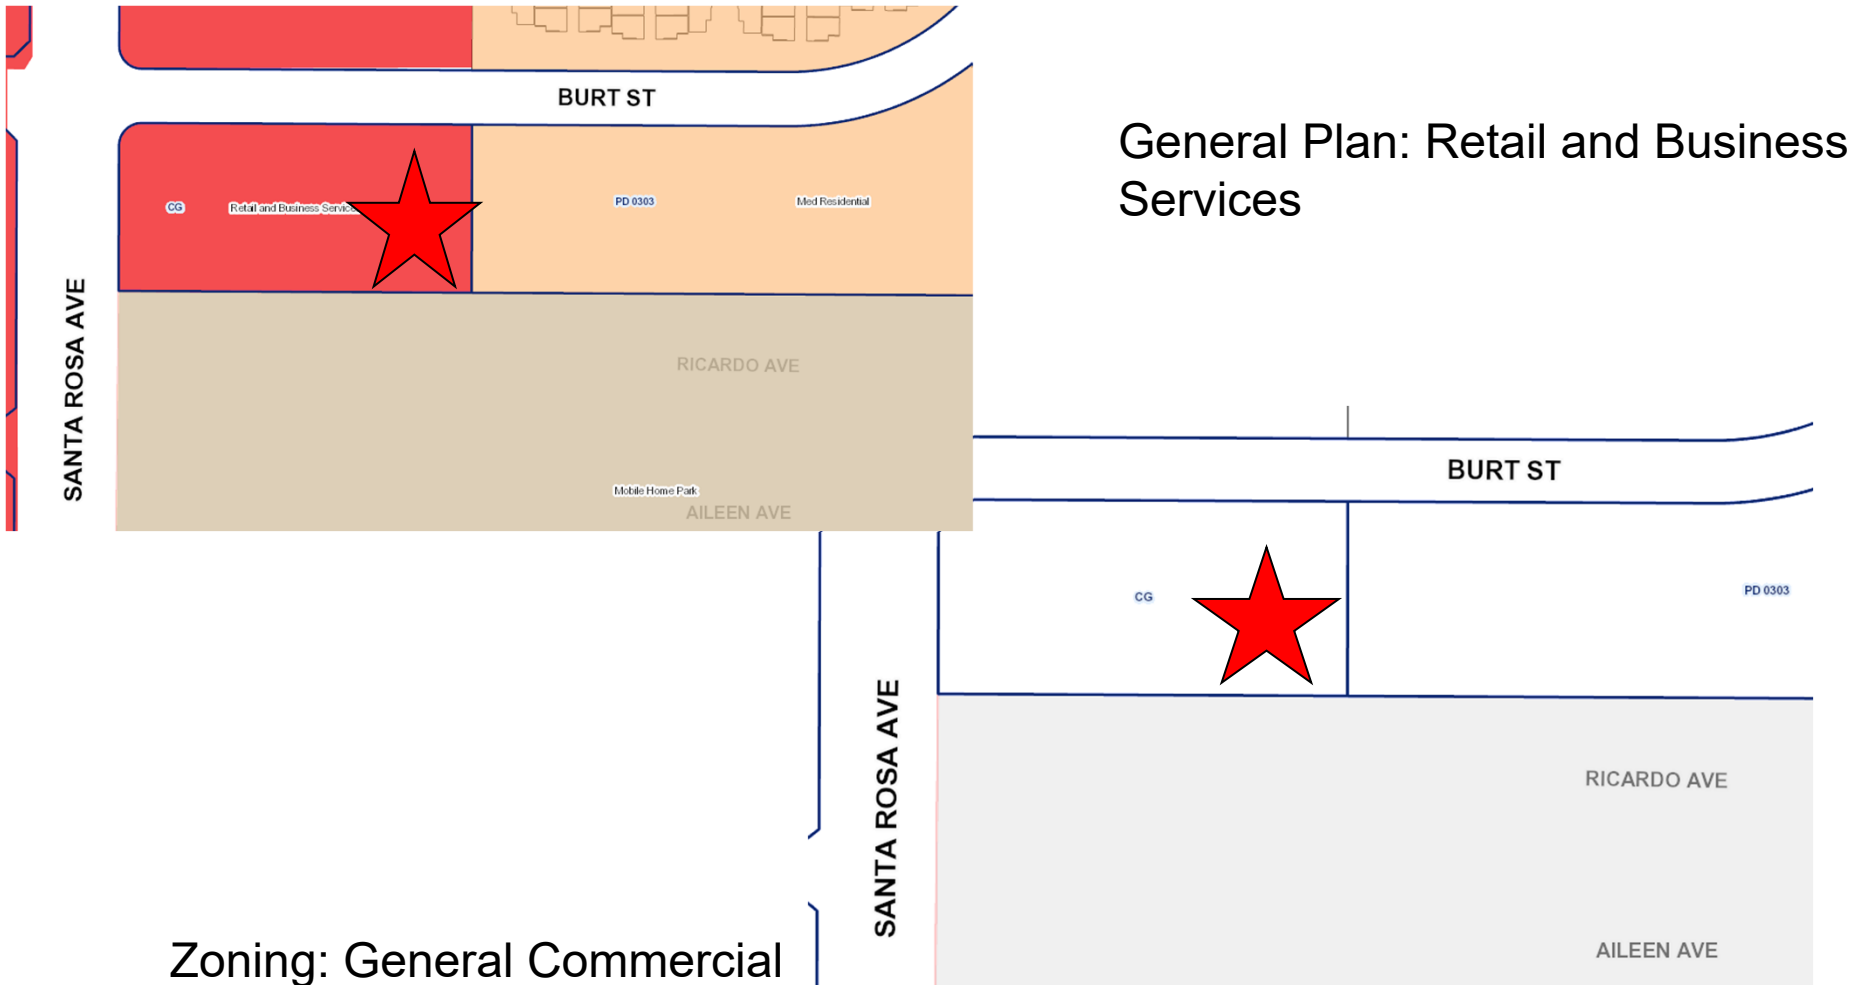 BURT ST
General Plan: Retail and Business
Services
CG
Retail and Business Service
PD 0303
Med Residential
SANTA ROSA AVE
RICARDO AVE
Mobile Home Park
AILEEN AVE
BURT ST
CG
PD 0303
SANTA ROSA AVE
RICARDO AVE
AILEEN AVE
Zoning: General Commercial